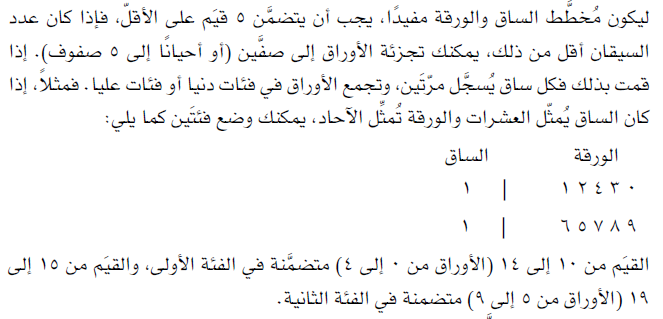 ليكون مُخطَّط الساق والورقة مفيدًا، يجب أن يتضمَّن ٥ قيَم على الأقلّ، فإذا كان عدد
السيقان أقل من ذلك، يمكنك تجزئة الأوراق إلى صفَّين (أو أحيانًا إلى ٥ صفوف). إذا
قمت بذلك فكل ساق يُسجَّل مرّتَين، وتجمع الأوراق في فئات دنيا أو فئات عليا. فمثلاً، إذا
كان الساق يُمثّل العشرات والورقة تُمثِّل الآحاد، يمكنك وضع فئتَين كما يلي:
الورقة الساق
١ ٢ ٤ ٣ ٠ | ١
٦ ٥ ٧ ٨ ٩ | ١
القيَم من ١٠ إلى ١٤ (الأوراق من ٠ إلى ٤) متضمَّنة في الفئة الأولى، والقيَم من ١٥ إلى
١٩ (الأوراق من ٥ إلى ٩) متضمنة في الفئة الثانية.